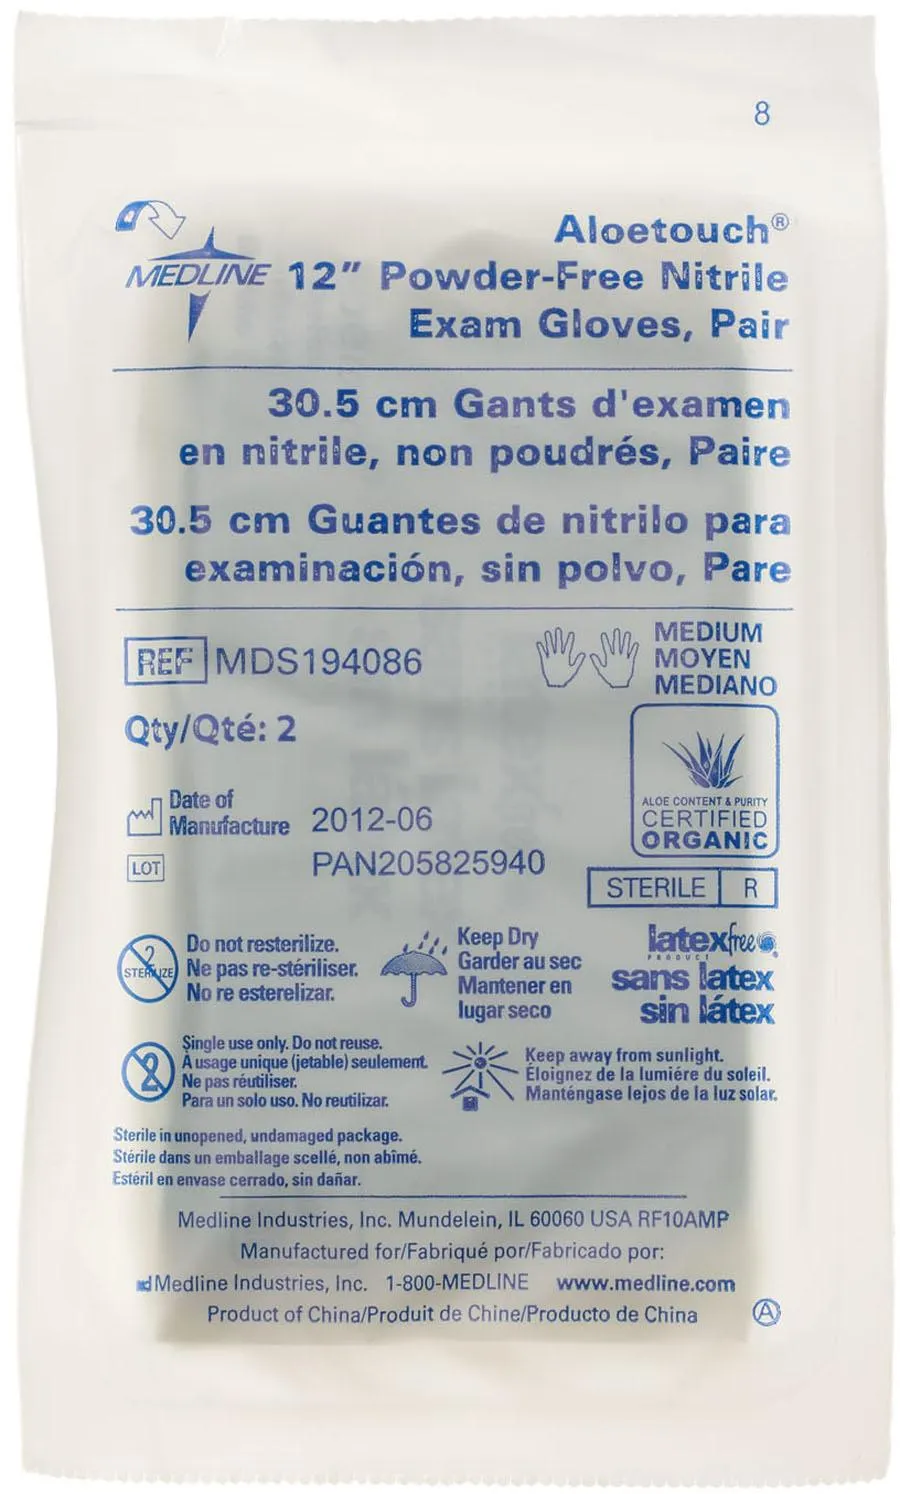 8
Aloetouch®
MEDLINE 12" Powder-Free Nitrile
Exam Gloves, Pair
30.5 cm Gants d'examen
en nitrile, non poudrés, Paire
30.5 cm Guantes de nitrilo para
examinación, sin polvo, Pare
REF MDS194086
MEDIUM
MOYEN
MEDIANO
Qty/Qté: 2
ALOE CONTENT & PURITY
CERTIFIED
ORGANIC
Date of
Manufacture 2012-06
LOT PAN205825940
STERILE R
2
STERILIZE
Do not resterilize.
Ne pas re-stériliser.
No re esterelizar.
Keep Dry
Garder au sec
Mantener en
lugar seco
latexfree
PRODUCT
sans latex
sin látex
2
Single use only. Do not reuse.
À usage unique (jetable) seulement.
Ne pas réutiliser.
Para un solo uso. No reutilizar.
Keep away from sunlight.
Éloignez de la lumiére du soleil.
Manténgase lejos de la luz solar.
Sterile in unopened, undamaged package.
Stérile dans un emballage scellé, non abîmé.
Estéril en envase cerrado, sin dañar.
Medline Industries, Inc. Mundelein, IL 60060 USA RF10AMP
Manufactured for/Fabriqué por/Fabricado por:
Medline Industries, Inc. 1-800-MEDLINE www.medline.com
Product of China/Produit de Chine/Producto de China
A